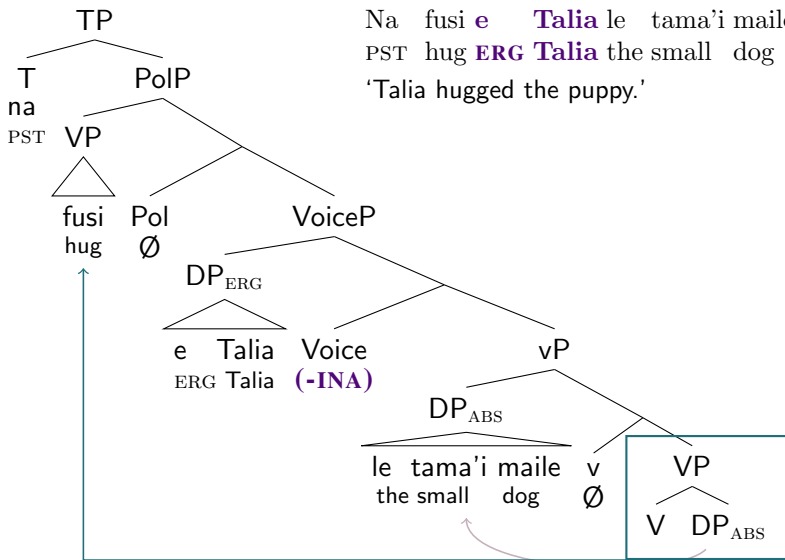 TP
Na fusi e Talia le tama'i maile
PST hug ERG Talia the small dog
‘Talia hugged the puppy.’
T PolP
na
PST VP
fusi Pol VoiceP
hug Ø
DP_ERG
e Talia Voice vP
ERG Talia (-INA)
DP_ABS
le tama'i maile v VP
the small dog Ø
V DP_ABS